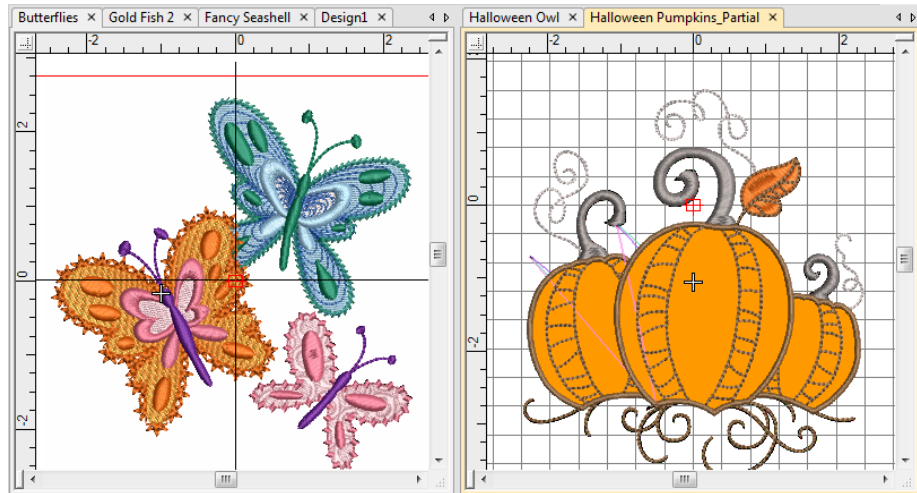 Butterflies × Gold Fish 2 × Fancy Seashell × Design1 ×
-2 0 2
2
0
-2
Halloween Owl × Halloween Pumpkins_Partial ×
-2 0 2
0
-2